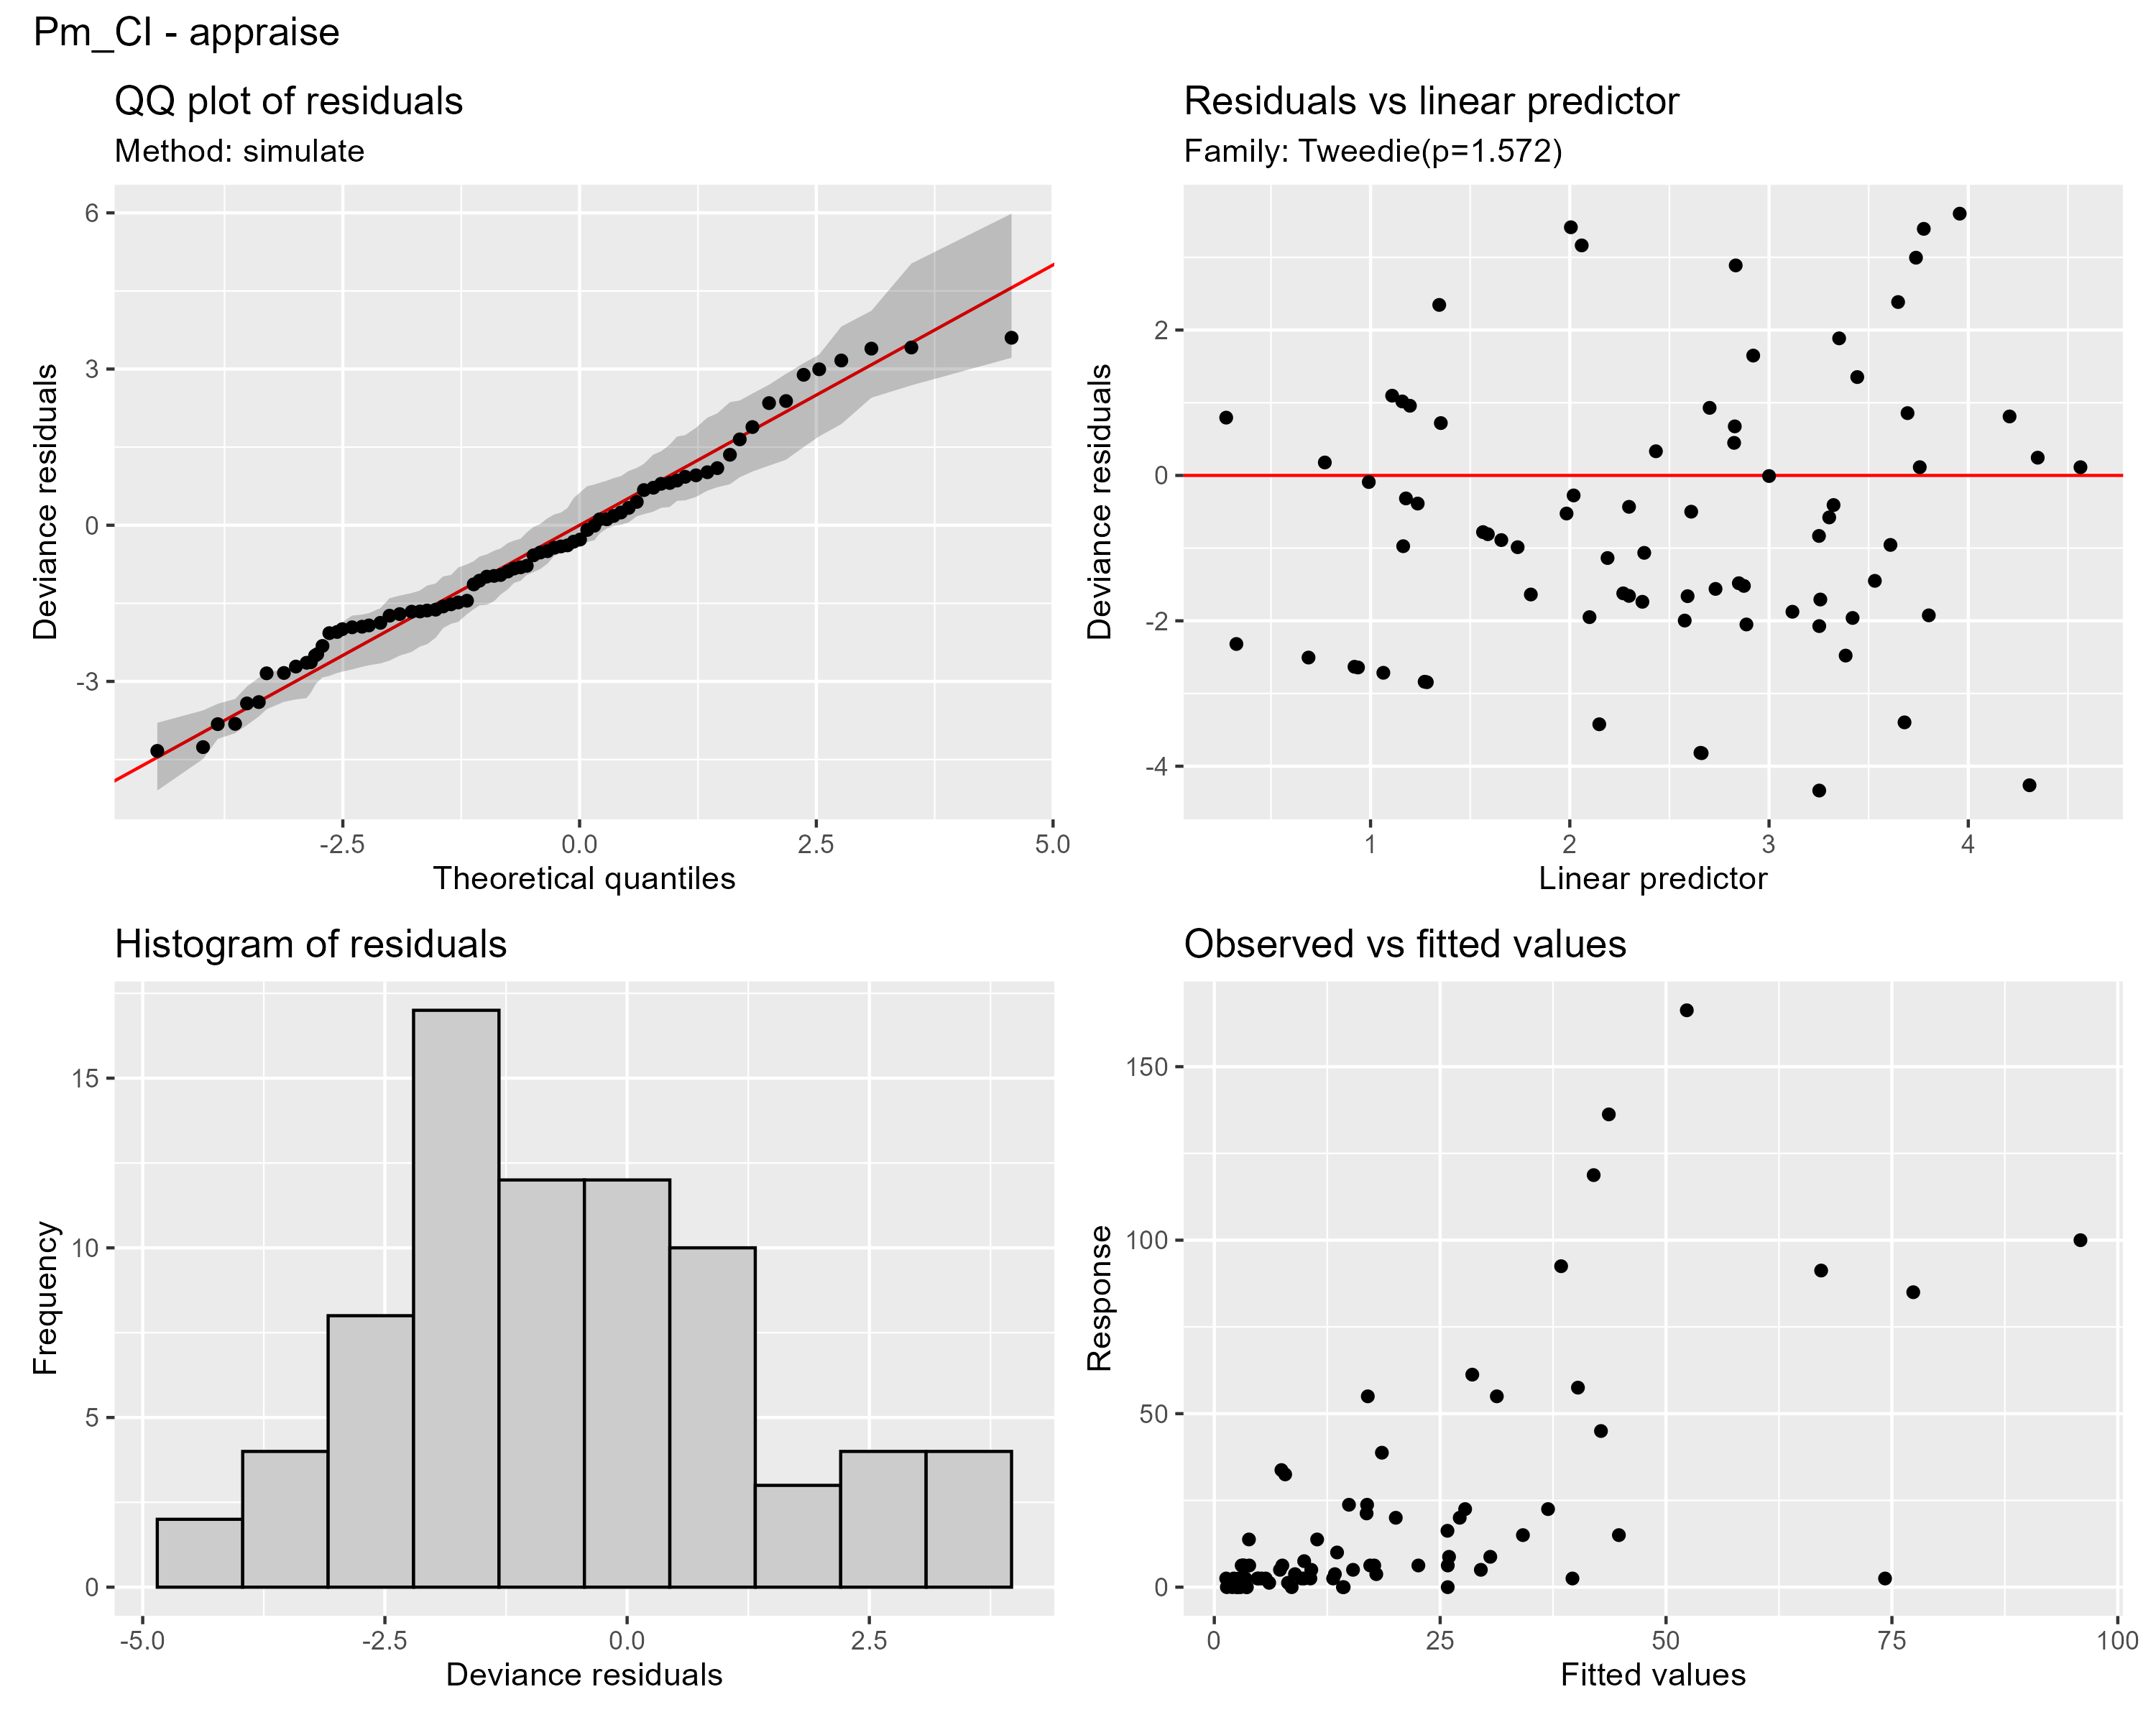 Pm_CI - appraise
QQ plot of residuals
Method: simulate
6
3
0
-3
-2.5
0.0
2.5
5.0
Deviance residuals
Theoretical quantiles
Residuals vs linear predictor
Family: Tweedie(p=1.572)
2
0
-2
-4
1
2
3
4
Deviance residuals
Linear predictor
Histogram of residuals
15
10
5
0
-5.0
-2.5
0.0
2.5
Frequency
Deviance residuals
Observed vs fitted values
150
100
50
0
0
25
50
75
100
Response
Fitted values